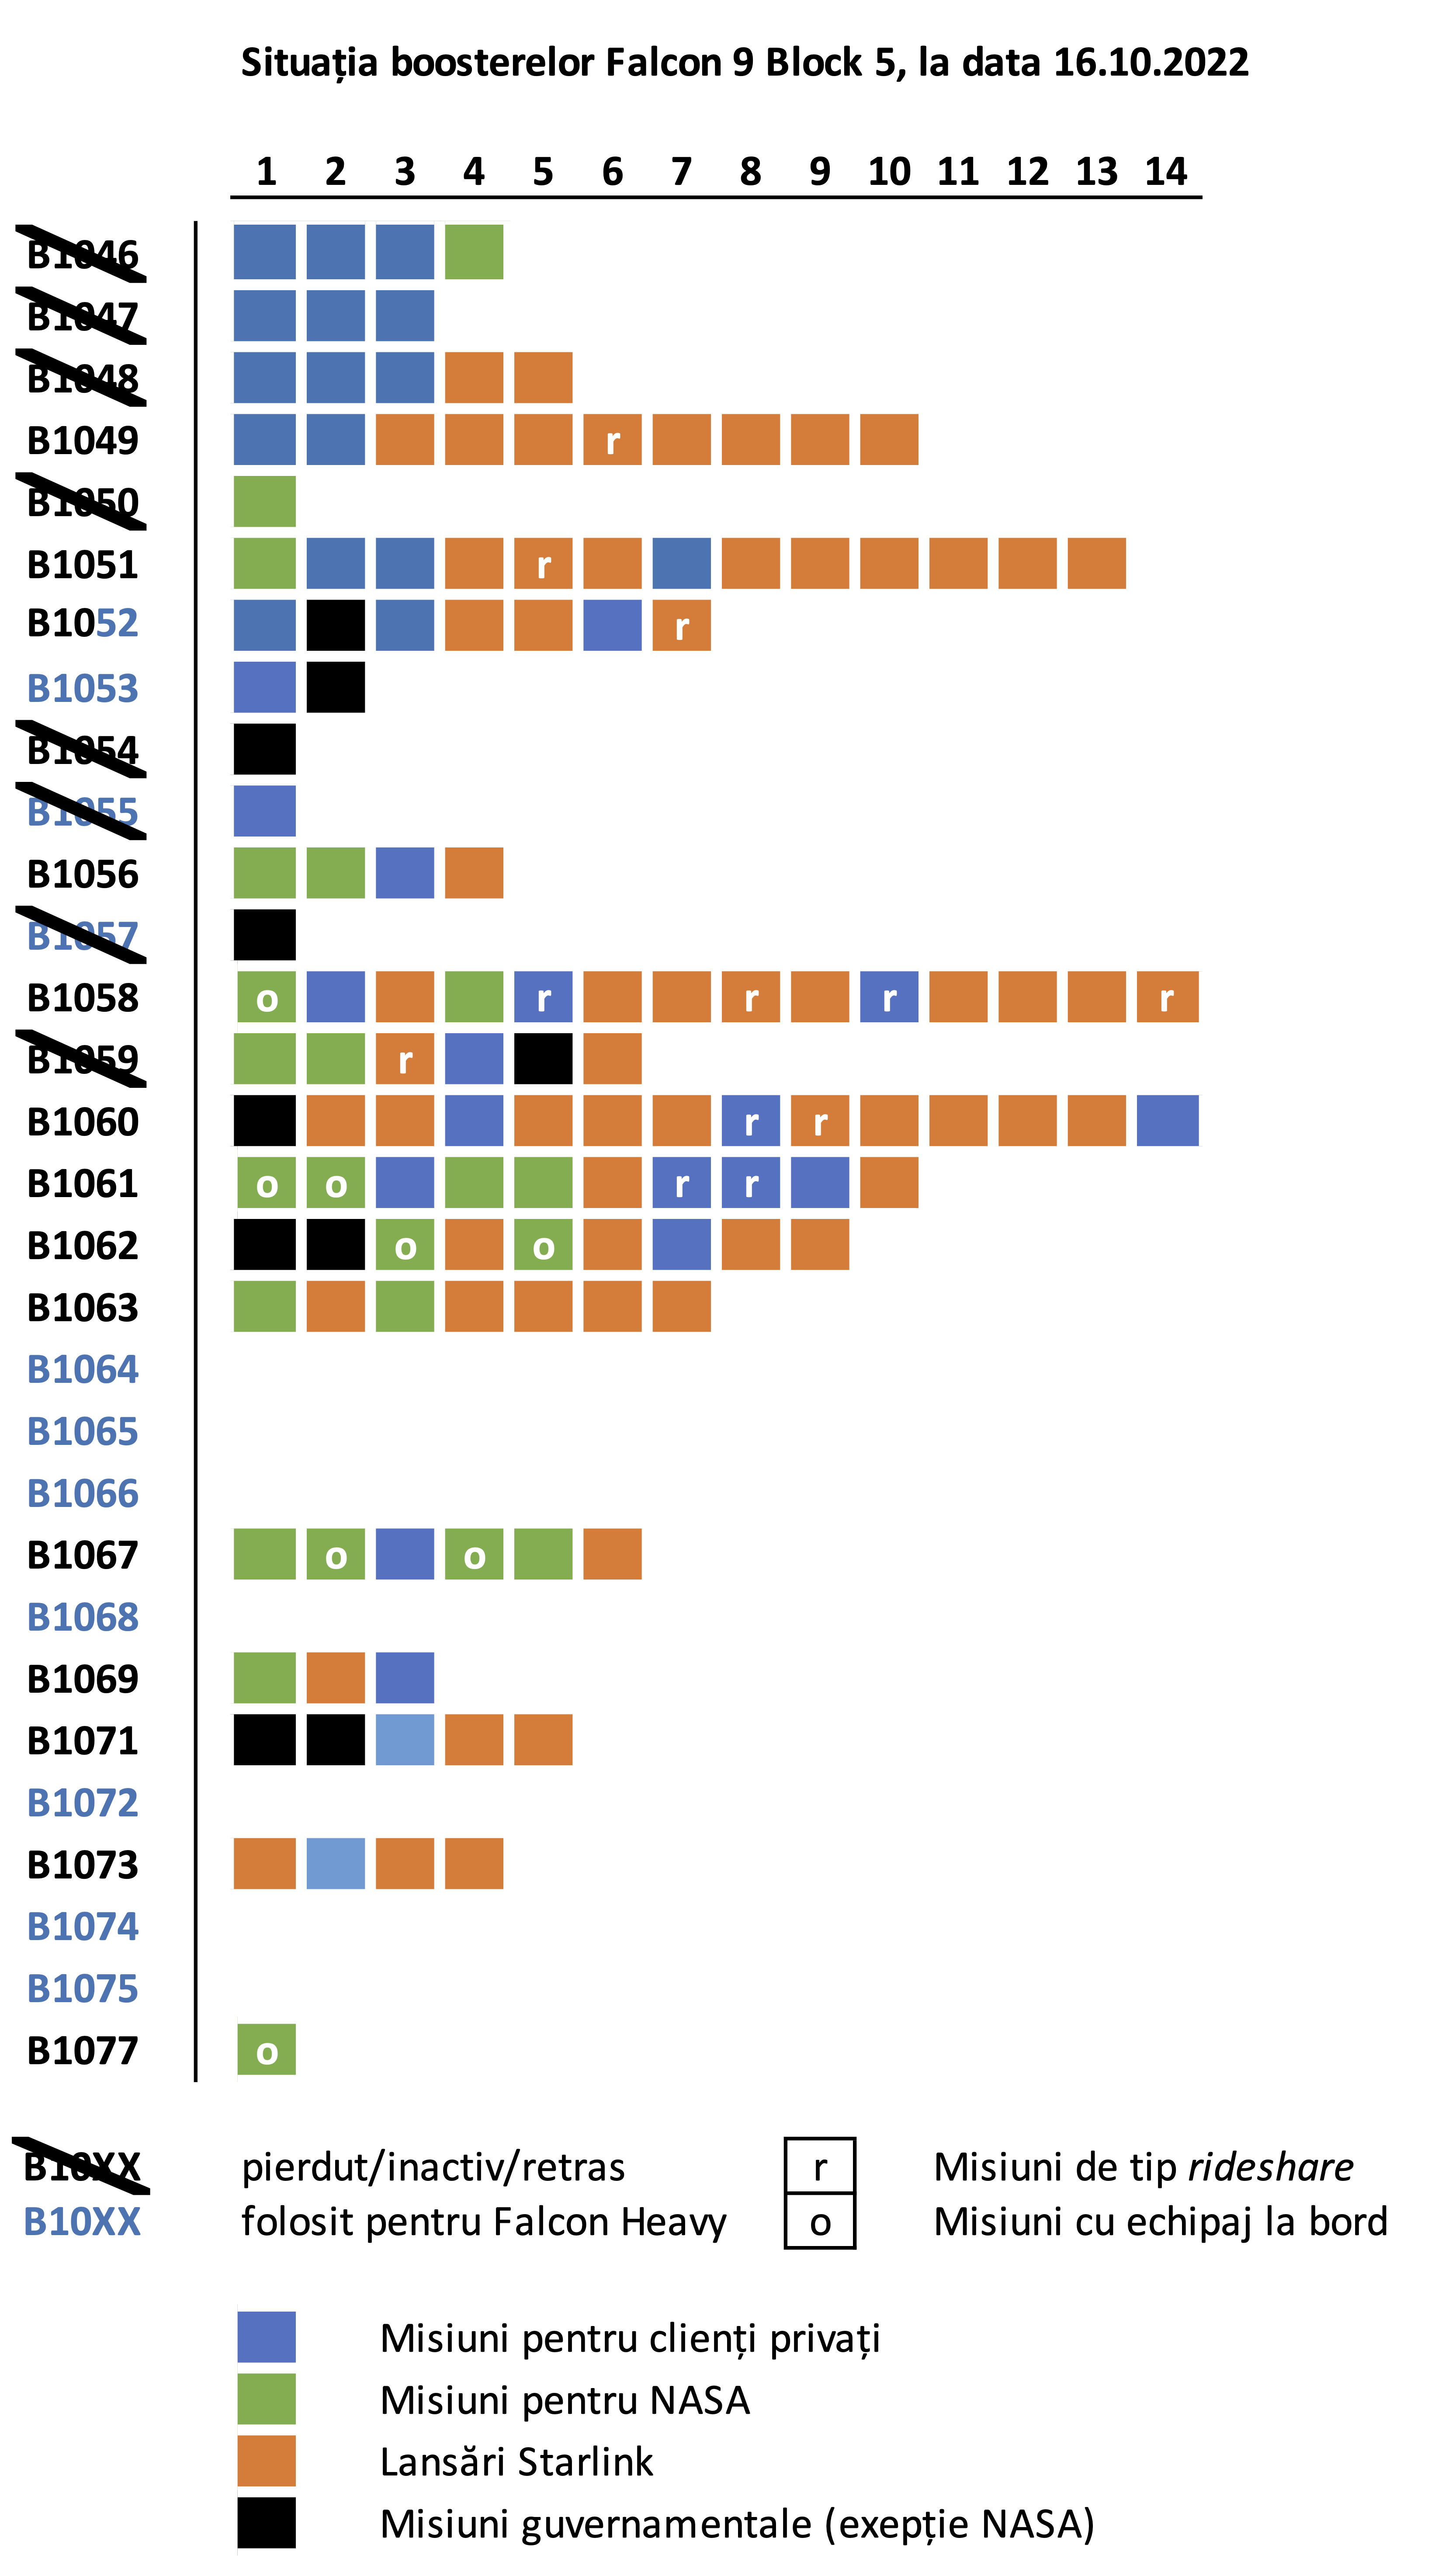 Situația boosterelor Falcon 9 Block 5, la data 16.10.2022
1 2 3 4 5 6 7 8 9 10 11 12 13 14
B1046
B1047
B1048
B1049 r
B1050
B1051 r
B1052 r
B1053
B1054
B1055
B1056
B1057
B1058 o r r r r
B1059 r
B1060 r r
B1061 o o r r
B1062 o o
B1063
B1064
B1065
B1066
B1067 o o
B1068
B1069
B1071
B1072
B1073
B1074
B1075
B1077 o
B10XX pierdut/inactiv/retras r Misiuni de tip rideshare
B10XX folosit pentru Falcon Heavy o Misiuni cu echipaj la bord
Misiuni pentru clienți privați
Misiuni pentru NASA
Lansări Starlink
Misiuni guvernamentale (exepție NASA)